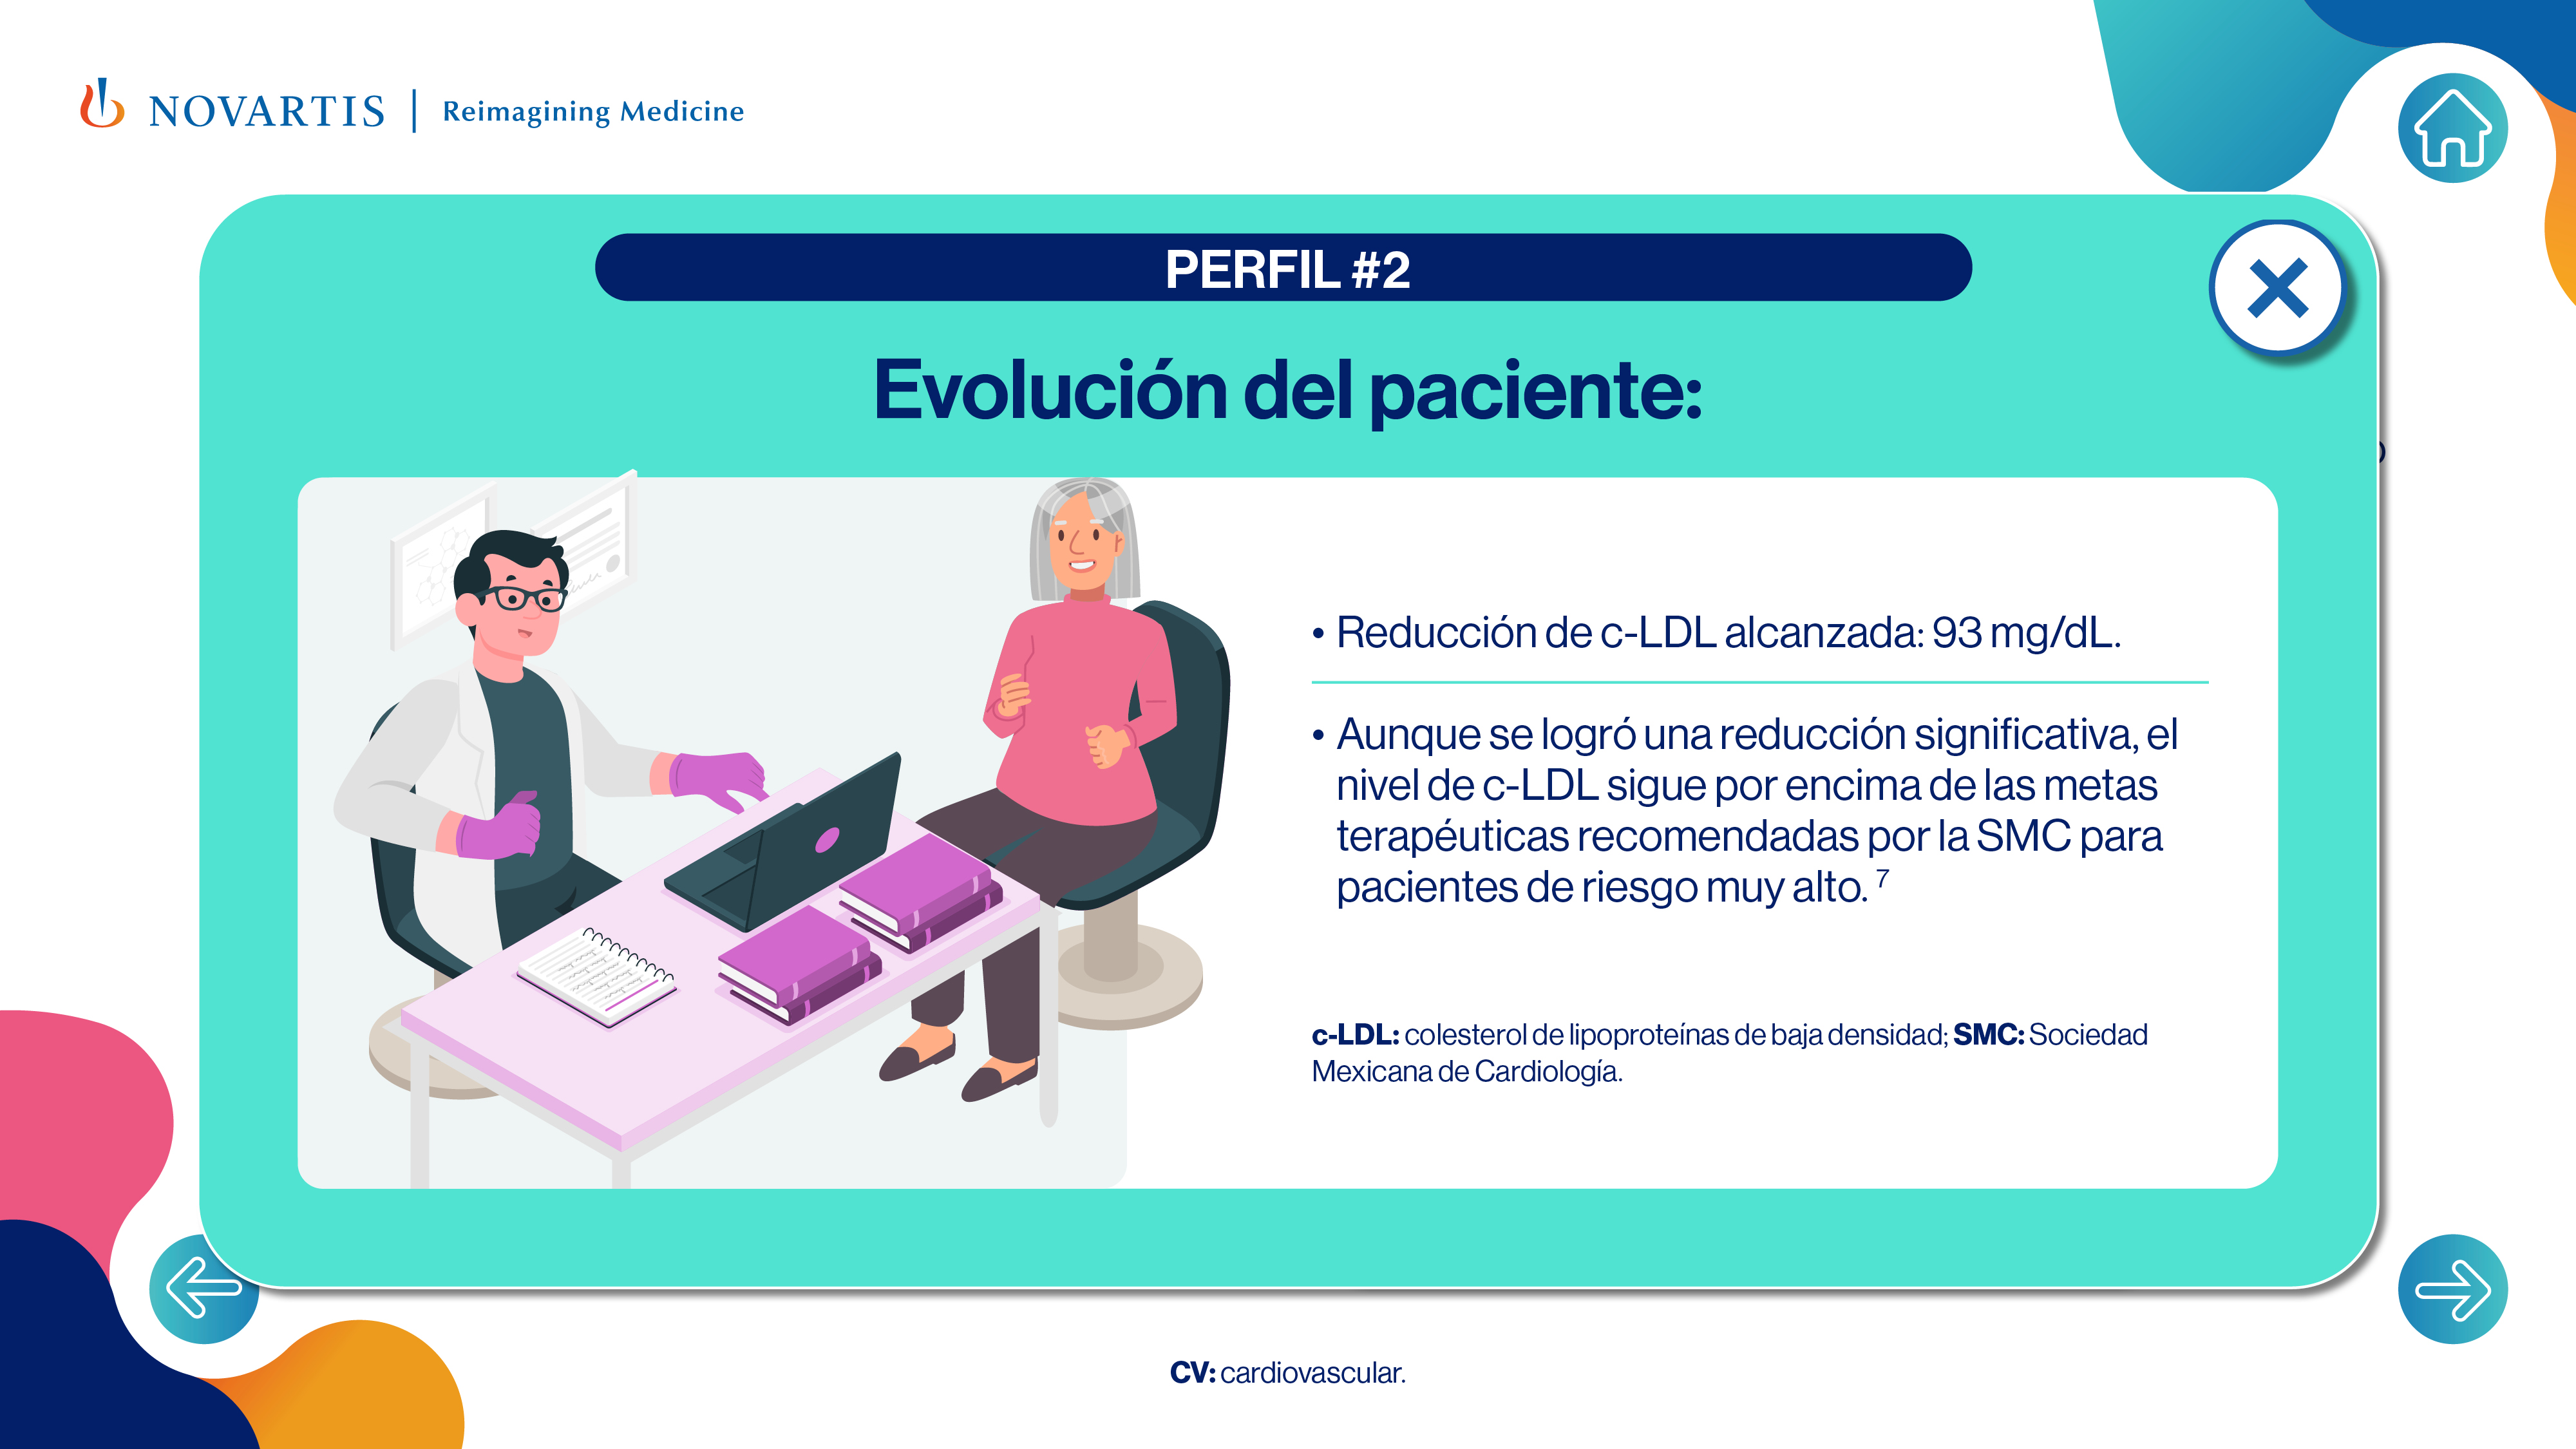 NOVARTIS | Reimagining Medicine
PERFIL #2
Evolución del paciente:
• Reducción de c-LDL alcanzada: 93 mg/dL.
• Aunque se logró una reducción significativa, el
nivel de c-LDL sigue por encima de las metas
terapéuticas recomendadas por la SMC para
pacientes de riesgo muy alto. ⁷
c-LDL: colesterol de lipoproteínas de baja densidad; SMC: Sociedad
Mexicana de Cardiología.
CV: cardiovascular.